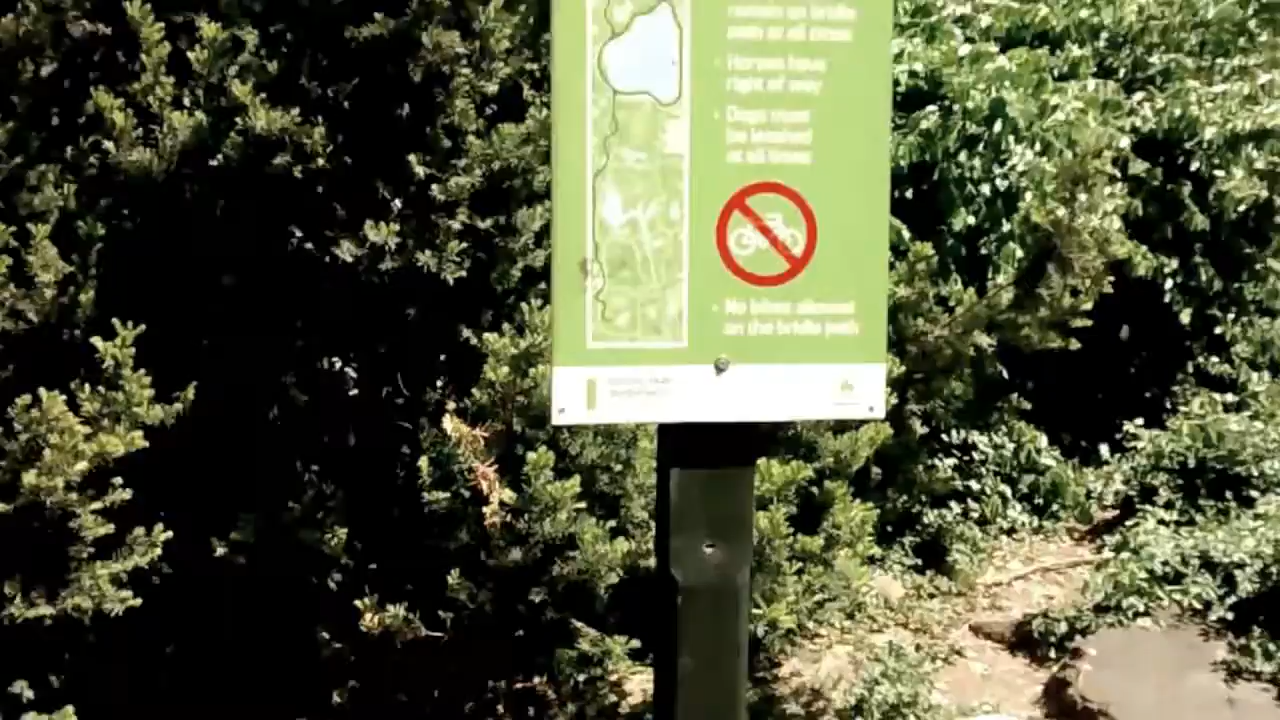 remain on bridle
way at all times
• Horses have
right of way
• Dogs must
be leashed
at all times
• No bikes allowed
on the bridle path